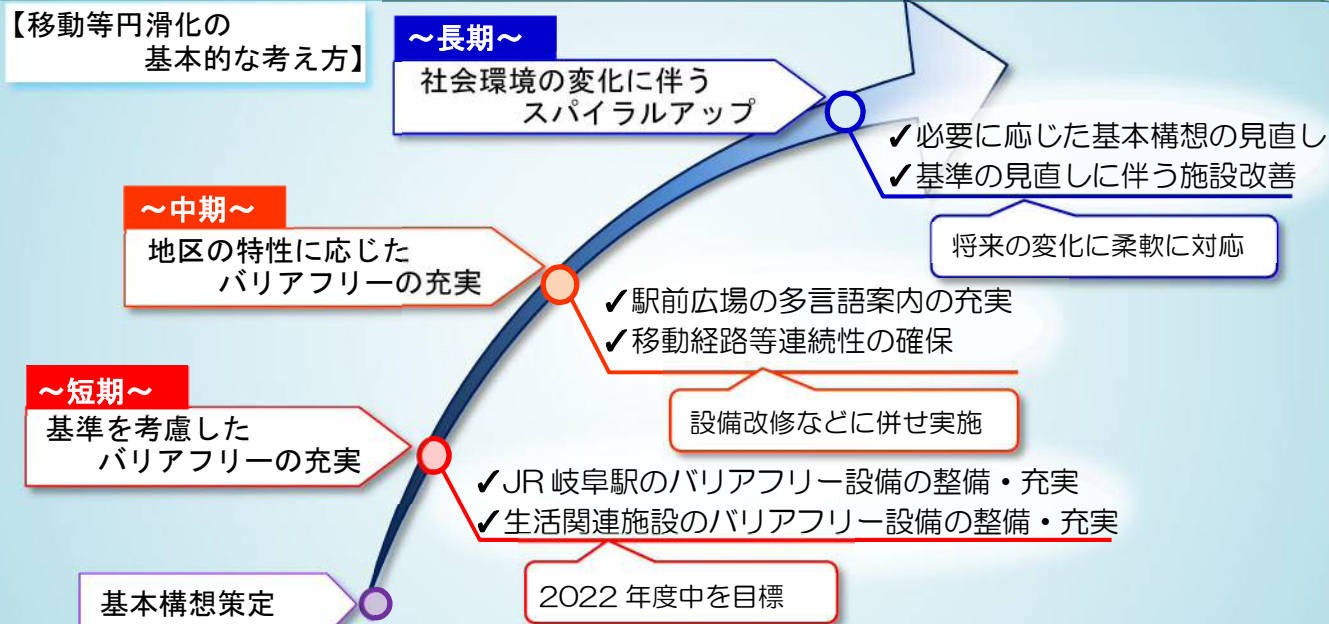 【移動等円滑化の
基本的な考え方】
～長期～
社会環境の変化に伴う
スパイラルアップ
✓必要に応じた基本構想の見直し
✓基準の見直しに伴う施設改善
将来の変化に柔軟に対応
～中期～
地区の特性に応じた
バリアフリーの充実
✓駅前広場の多言語案内の充実
✓移動経路等連続性の確保
設備改修などに併せ実施
～短期～
基準を考慮した
バリアフリーの充実
✓JR岐阜駅のバリアフリー設備の整備・充実
✓生活関連施設のバリアフリー設備の整備・充実
2022年度中を目標
基本構想策定